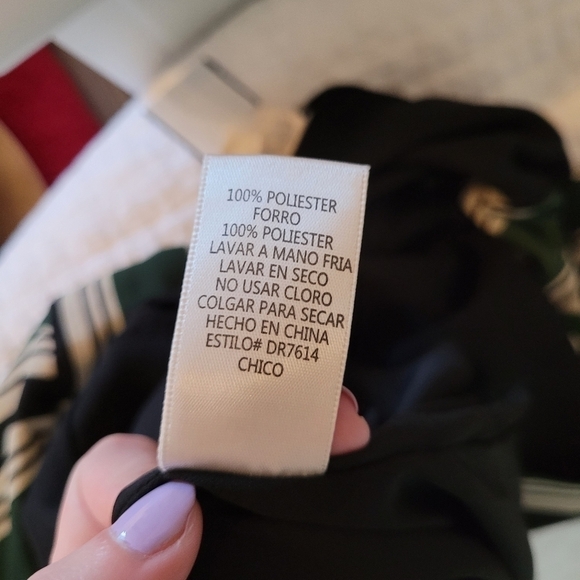 100% POLIESTER
FORRO
100% POLIESTER
LAVAR A MANO FRIA
LAVAR EN SECO
NO USAR CLORO
COLGAR PARA SECAR
HECHO EN CHINA
ESTILO# DR7614
CHICO